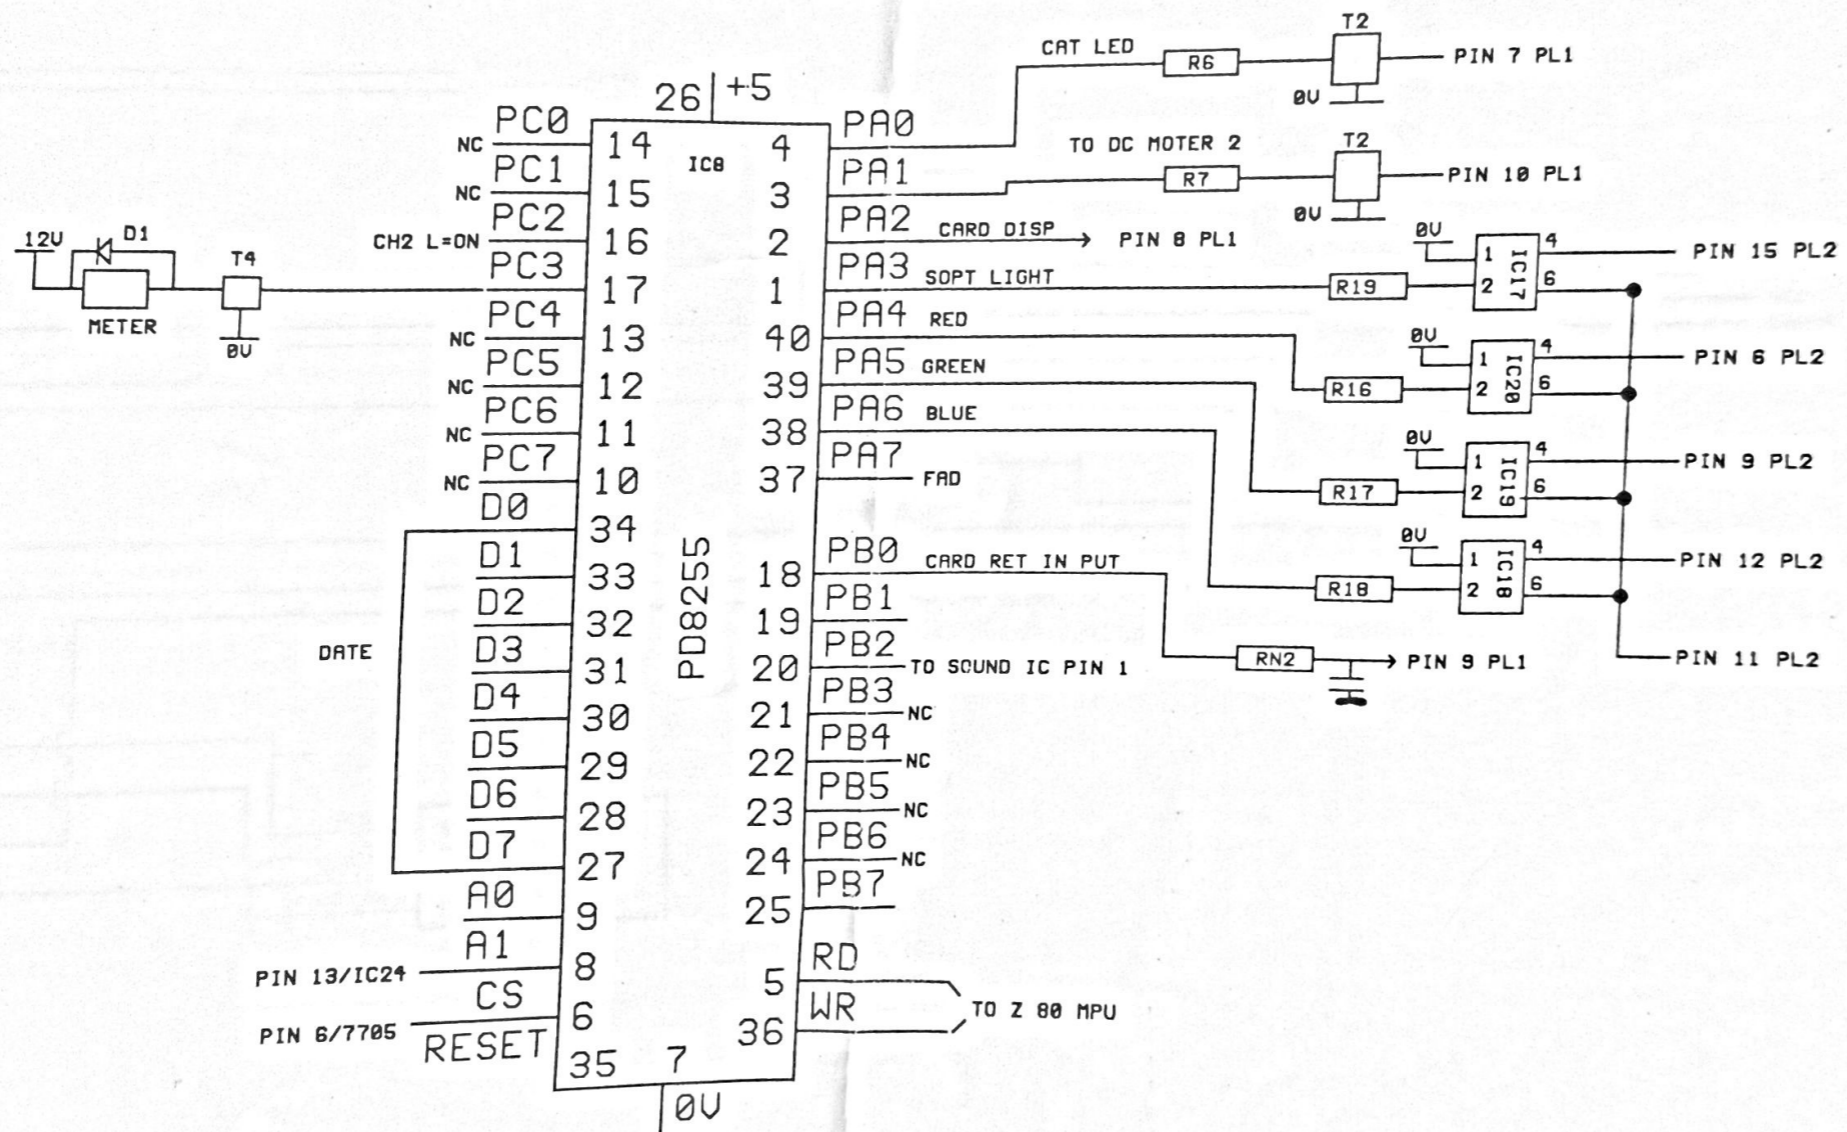 T2
CAT LED
R6
PIN 7 PL1
0V
26
+5
PC0
NC
14
IC8
4
PA0
TO DC MOTER 2
T2
R7
PIN 10 PL1
0V
PC1
NC
15
3
PA1
PC2
CH2 L=ON
16
2
PA2
CARD DISP
PIN 8 PL1
12V
D1
METER
T4
0V
PC3
17
1
PA3
SOPT LIGHT
R19
0V
1
2
IC17
4
6
PIN 15 PL2
PC4
NC
13
40
PA4
RED
R16
0V
1
2
IC20
4
6
PIN 6 PL2
PC5
NC
12
39
PA5
GREEN
R17
0V
1
2
IC19
4
6
PIN 9 PL2
PC6
NC
11
38
PA6
BLUE
R18
0V
1
2
IC18
4
6
PIN 12 PL2
PIN 11 PL2
PC7
NC
10
37
PA7
FAD
PD8255
DATE
D0
34
D1
33
D2
32
D3
31
D4
30
D5
29
D6
28
D7
27
18
PB0
CARD RET IN PUT
RN2
PIN 9 PL1
19
PB1
20
PB2
TO SOUND IC PIN 1
21
PB3
NC
22
PB4
NC
23
PB5
NC
24
PB6
NC
25
PB7
A0
9
A1
PIN 13/IC24
8
CS
PIN 6/7705
6
RESET
35
7
0V
5
RD
36
WR
TO Z 80 MPU